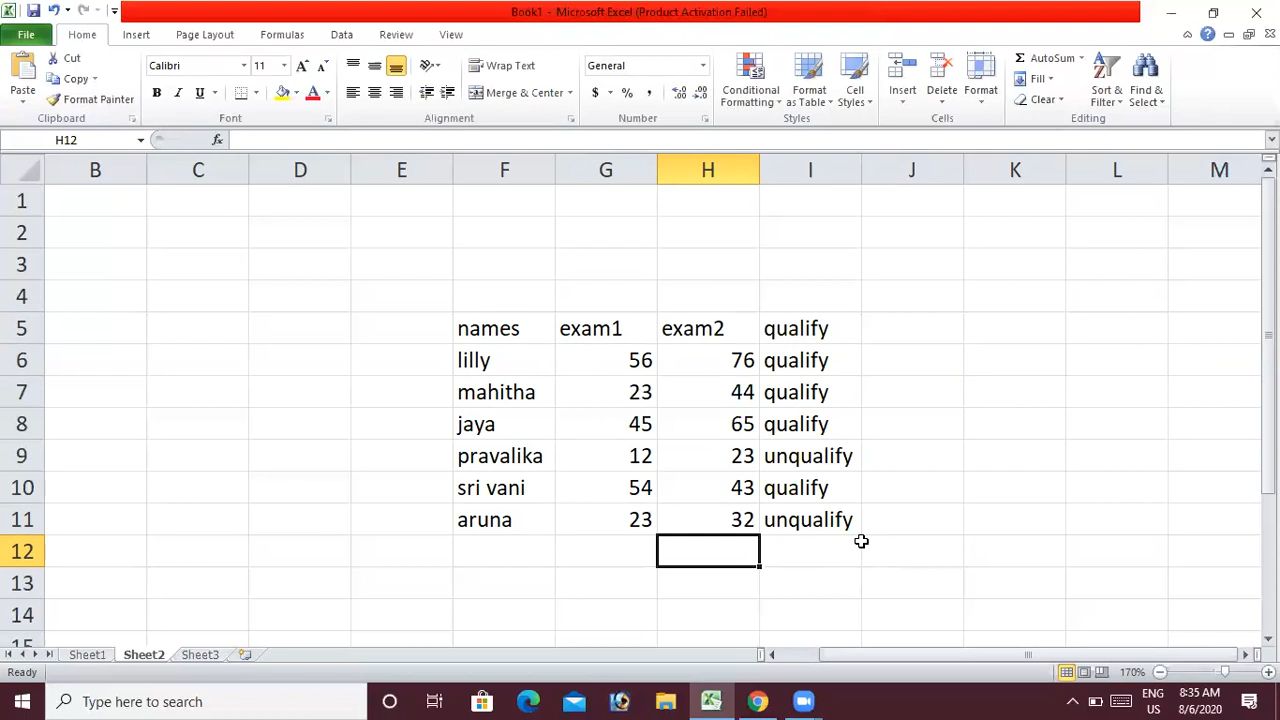 Book1 - Microsoft Excel (Product Activation Failed)
File Home Insert Page Layout Formulas Data Review View
Paste
Cut
Copy
Format Painter
Clipboard
Calibri 11
B I U
Font
Wrap Text
Merge & Center
Alignment
General
$ % ,
Number
Conditional Formatting
Format as Table
Cell Styles
Styles
Insert Delete Format
Cells
AutoSum
Fill
Clear
Sort & Filter
Find & Select
Editing
H12 fx
B C D E F G H I J K L M
1
2
3
4
5 names exam1 exam2 qualify
6 lilly 56 76 qualify
7 mahitha 23 44 qualify
8 jaya 45 65 qualify
9 pravalika 12 23 unqualify
10 sri vani 54 43 qualify
11 aruna 23 32 unqualify
12
13
14
15
Sheet1 Sheet2 Sheet3
Ready 170%
Type here to search
ENG US
8:35 AM
8/6/2020